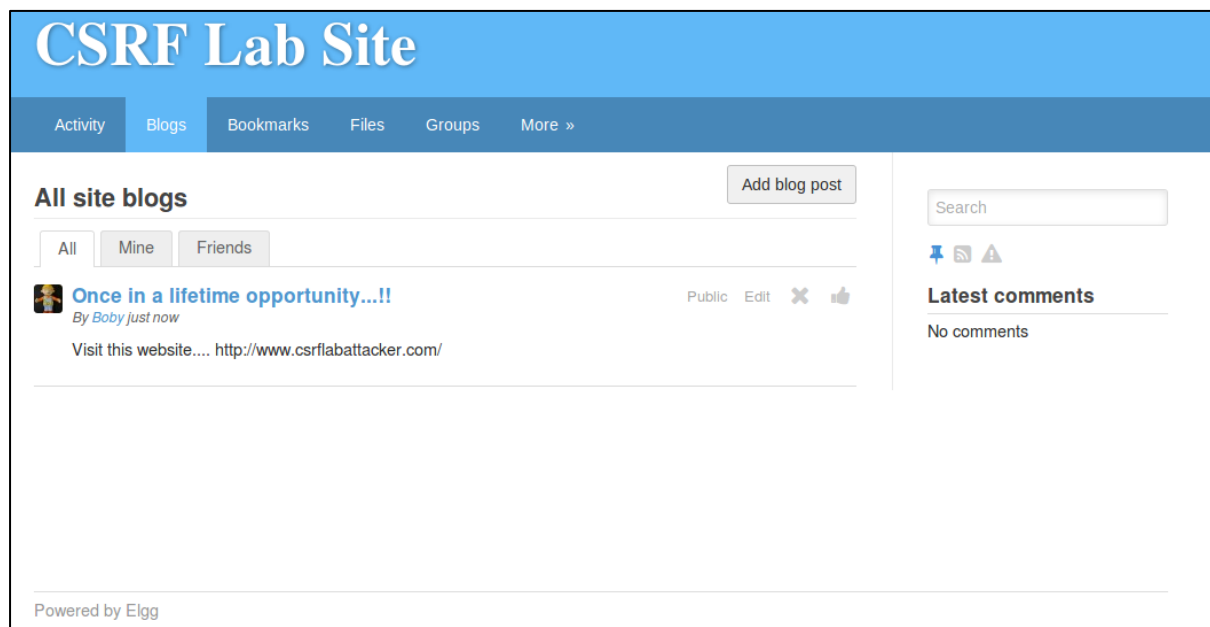 CSRF Lab Site
Activity Blogs Bookmarks Files Groups More »
All site blogs
Add blog post
All Mine Friends
Once in a lifetime opportunity...!!
Public Edit
By Boby just now
Visit this website.... http://www.csrflabattacker.com/
Search
Latest comments
No comments
Powered by Elgg